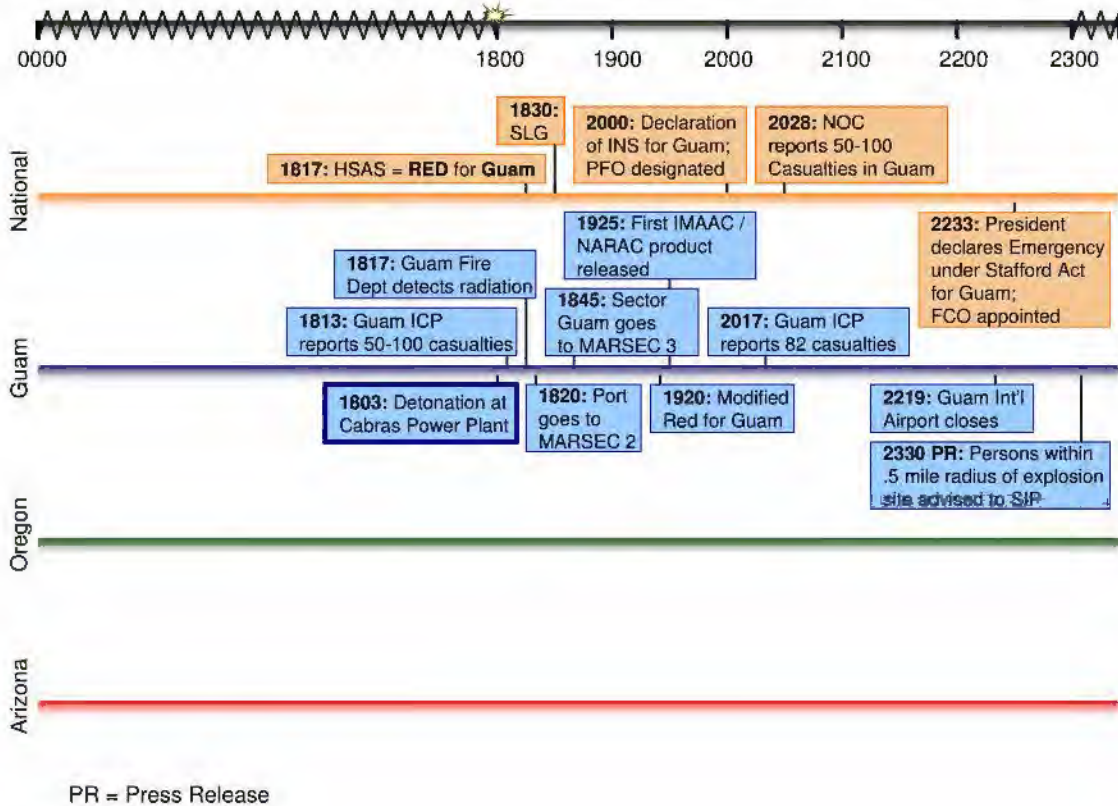 0000 1800 1900 2000 2100 2200 2300
National
1830:
SLG
2000: Declaration
of INS for Guam;
PFO designated
2028: NOC
reports 50-100
Casualties in Guam
1817: HSAS = RED for Guam
2233: President
declares Emergency
under Stafford Act
for Guam;
FCO appointed
Guam
1925: First IMAAC /
NARAC product
released
1817: Guam Fire
Dept detects radiation
1845: Sector
Guam goes
to MARSEC 3
1813: Guam ICP
reports 50-100 casualties
2017: Guam ICP
reports 82 casualties
1803: Detonation at
Cabras Power Plant
1820: Port
goes to
MARSEC 2
1920: Modified
Red for Guam
2219: Guam Int'l
Airport closes
2330 PR: Persons within
.5 mile radius of explosion
site advised to SIP
Oregon
Arizona
PR = Press Release